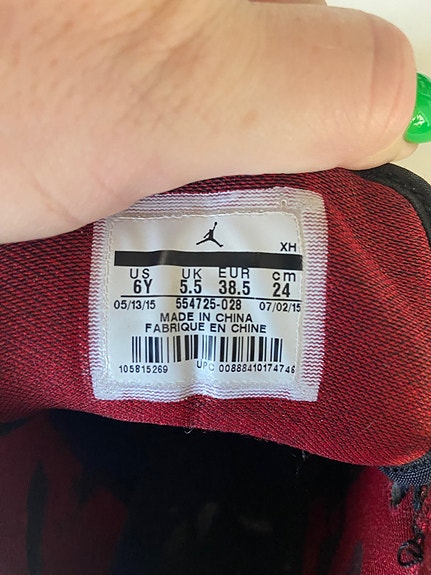 XH
US UK EUR cm
6Y 5.5 38.5 24
05/13/15 554725-028 07/02/15
MADE IN CHINA
FABRIQUE EN CHINE
105815269 UPC 00888410174746